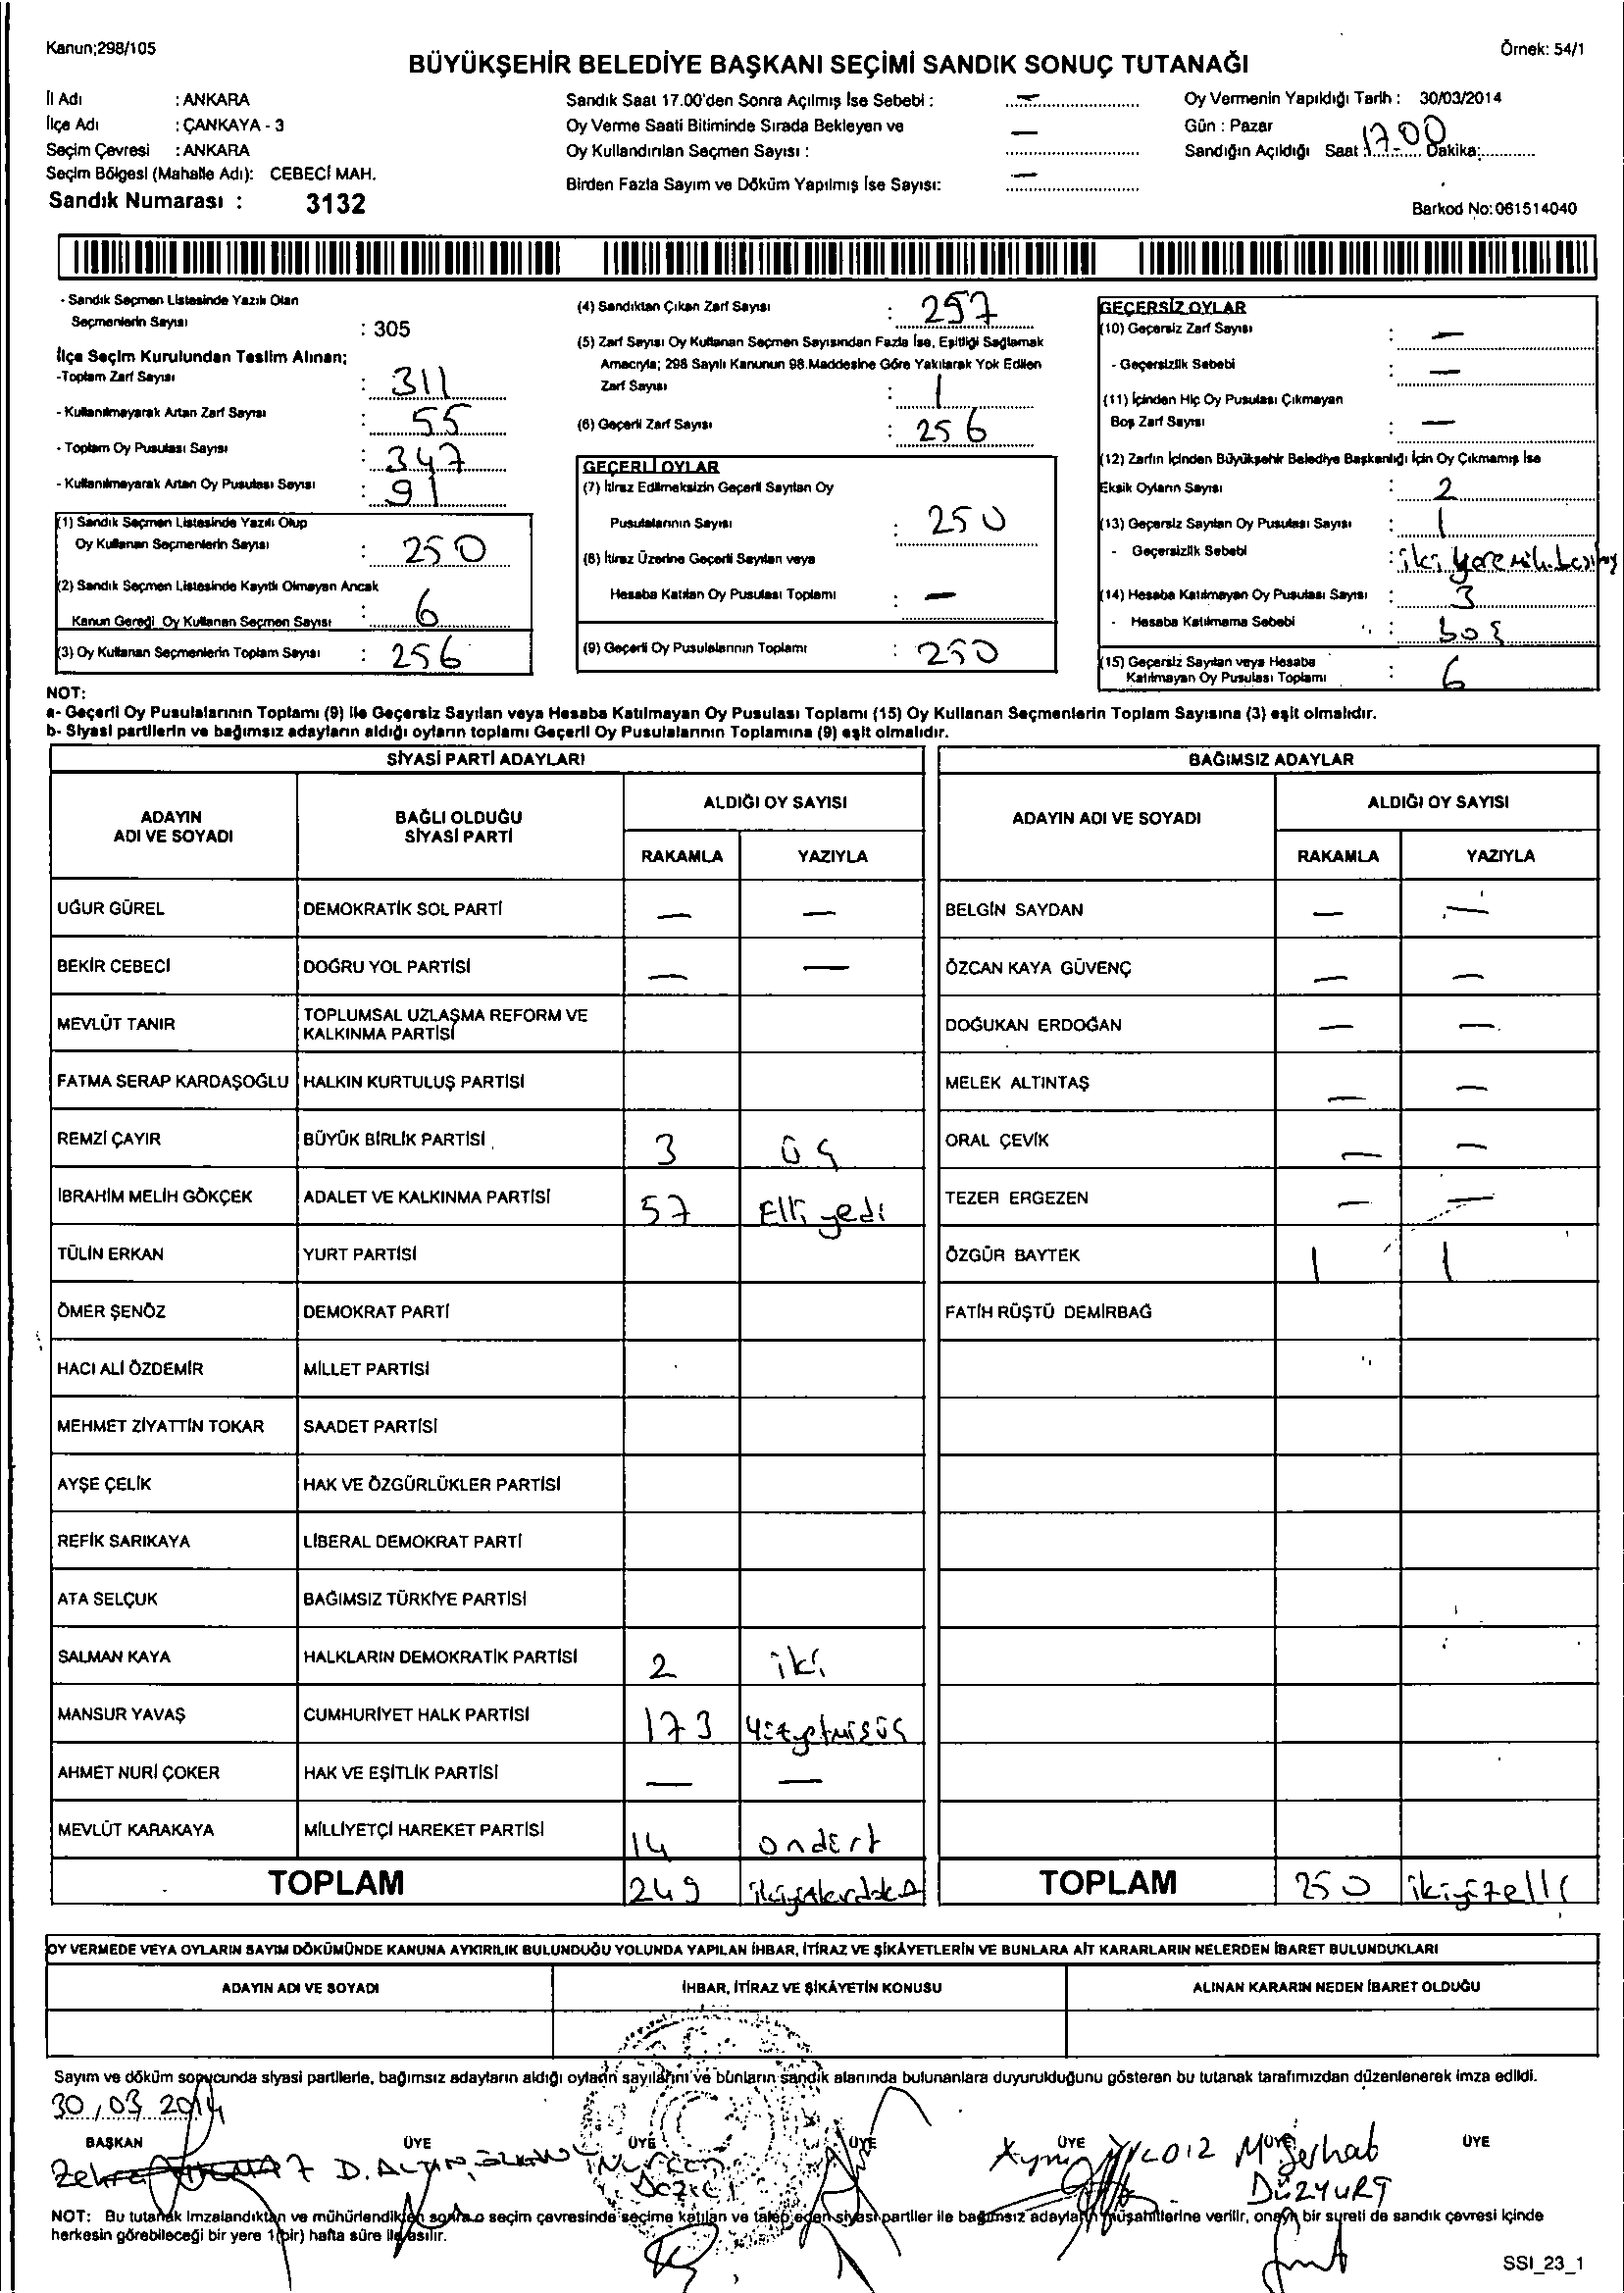 Kanun;298/105
Örnek: 54/1
BÜYÜKŞEHİR BELEDİYE BAŞKANI SEÇİMİ SANDIK SONUÇ TUTANAĞI
İl Adı : ANKARA
İlçe Adı : ÇANKAYA - 3
Seçim Çevresi : ANKARA
Seçim Bölgesi (Mahalle Adı): CEBECİ MAH.
Sandık Numarası : 3132
Sandık Saat 17.00'den Sonra Açılmış İse Sebebi : —
Oy Verme Saati Bitiminde Sırada Bekleyen ve
Oy Kullandırılan Seçmen Sayısı : —
Birden Fazla Sayım ve Döküm Yapılmış İse Sayısı: —
Oy Vermenin Yapıldığı Tarih : 30/03/2014
Gün : Pazar
Sandığın Açıldığı Saat : 17.00 Dakika:
Barkod No:061514040
- Sandık Seçmen Listesinde Yazılı Olan
Seçmenlerin Sayısı : 305
İlçe Seçim Kurulundan Teslim Alınan;
-Toplam Zarf Sayısı : 311
- Kullanılmayarak Artan Zarf Sayısı : 55
- Toplam Oy Pusulası Sayısı : 347
- Kullanılmayarak Artan Oy Pusulası Sayısı : 91
(1) Sandık Seçmen Listesinde Yazılı Olup
Oy Kullanan Seçmenlerin Sayısı : 250
(2) Sandık Seçmen Listesinde Kayıtlı Olmayan Ancak
Kanun Gereği Oy Kullanan Seçmen Sayısı : 6
(3) Oy Kullanan Seçmenlerin Toplam Sayısı : 256
(4) Sandıktan Çıkan Zarf Sayısı : 257
(5) Zarf Sayısı Oy Kullanan Seçmen Sayısından Fazla İse, Eşitliği Sağlamak
Amacıyla; 298 Sayılı Kanunun 98.Maddesine Göre Yakılarak Yok Edilen
Zarf Sayısı : 1
(6) Geçerli Zarf Sayısı : 256
GEÇERLİ OYLAR
(7) İtiraz Edilmeksizin Geçerli Sayılan Oy
Pusulalarının Sayısı : 250
(8) İtiraz Üzerine Geçerli Sayılan veya
Hesaba Katılan Oy Pusulası Toplamı : —
(9) Geçerli Oy Pusulalarının Toplamı : 250
GEÇERSİZ OYLAR
(10) Geçersiz Zarf Sayısı : —
- Geçersizlik Sebebi : —
(11) İçinden Hiç Oy Pusulası Çıkmayan
Boş Zarf Sayısı : —
(12) Zarfın İçinden Büyükşehir Belediye Başkanlığı İçin Oy Çıkmamış İse
Eksik Oyların Sayısı : 2
(13) Geçersiz Sayılan Oy Pusulası Sayısı : 1
- Geçersizlik Sebebi : iki yere
(14) Hesaba Katılmayan Oy Pusulası Sayısı : 3
- Hesaba Katılmama Sebebi : boş
(15) Geçersiz Sayılan veya Hesaba
Katılmayan Oy Pusulası Toplamı : 6
NOT:
a- Geçerli Oy Pusulalarının Toplamı (9) ile Geçersiz Sayılan veya Hesaba Katılmayan Oy Pusulası Toplamı (15) Oy Kullanan Seçmenlerin Toplam Sayısına (3) eşit olmalıdır.
b- Siyasi partilerin ve bağımsız adayların aldığı oyların toplamı Geçerli Oy Pusulalarının Toplamına (9) eşit olmalıdır.
SİYASİ PARTİ ADAYLARI
ADAYIN ADI VE SOYADI BAĞLI OLDUĞU SİYASİ PARTİ ALDIĞI OY SAYISI
RAKAMLA YAZIYLA
UĞUR GÜREL DEMOKRATİK SOL PARTİ — —
BEKİR CEBECİ DOĞRU YOL PARTİSİ — —
MEVLÜT TANIR TOPLUMSAL UZLAŞMA REFORM VE KALKINMA PARTİSİ
FATMA SERAP KARDAŞOĞLU HALKIN KURTULUŞ PARTİSİ
REMZİ ÇAYIR BÜYÜK BİRLİK PARTİSİ 3 üç
İBRAHİM MELİH GÖKÇEK ADALET VE KALKINMA PARTİSİ 57 Elli yedi
TÜLİN ERKAN YURT PARTİSİ
ÖMER ŞENÖZ DEMOKRAT PARTİ
HACI ALİ ÖZDEMİR MİLLET PARTİSİ
MEHMET ZİYATTİN TOKAR SAADET PARTİSİ
AYŞE ÇELİK HAK VE ÖZGÜRLÜKLER PARTİSİ
REFİK SARIKAYA LİBERAL DEMOKRAT PARTİ
ATA SELÇUK BAĞIMSIZ TÜRKİYE PARTİSİ
SALMAN KAYA HALKLARIN DEMOKRATİK PARTİSİ 2 iki
MANSUR YAVAŞ CUMHURİYET HALK PARTİSİ 173
AHMET NURİ ÇOKER HAK VE EŞİTLİK PARTİSİ — —
MEVLÜT KARAKAYA MİLLİYETÇİ HAREKET PARTİSİ 14 ondört
TOPLAM 249
BAĞIMSIZ ADAYLAR
ADAYIN ADI VE SOYADI ALDIĞI OY SAYISI
RAKAMLA YAZIYLA
BELGİN SAYDAN — —
ÖZCAN KAYA GÜVENÇ — —
DOĞUKAN ERDOĞAN — —
MELEK ALTINTAŞ — —
ORAL ÇEVİK — —
TEZER ERGEZEN — —
ÖZGÜR BAYTEK 1 1
FATİH RÜŞTÜ DEMİRBAĞ
TOPLAM 250 ikiyüzelli
OY VERMEDE VEYA OYLARIN SAYIM DÖKÜMÜNDE KANUNA AYKIRILIK BULUNDUĞU YOLUNDA YAPILAN İHBAR, İTİRAZ VE ŞİKÂYETLERİN VE BUNLARA AİT KARARLARIN NELERDEN İBARET BULUNDUKLARI
ADAYIN ADI VE SOYADI İHBAR, İTİRAZ VE ŞİKÂYETİN KONUSU ALINAN KARARIN NEDEN İBARET OLDUĞU
Sayım ve döküm sonucunda siyasi partilerle, bağımsız adayların aldığı oyların sayılarını ve bunların sandık alanında bulunanlara duyurulduğunu gösteren bu tutanak tarafımızdan düzenlenerek imza edildi.
30/03 2014
BAŞKAN ÜYE ÜYE ÜYE ÜYE ÜYE ÜYE
Zehra D. YILDIZ M. Serhab
DÜZYURT
NOT: Bu tutanak İmzalandıktan ve mühürlendikten sonra o seçim çevresinde seçime katılan ve talep eden siyasi partiler ile bağımsız adayların müşahitlerine verilir, onaylı bir sureti de sandık çevresi içinde
herkesin görebileceği bir yere 1(bir) hafta süre ile asılır.
SSI_23_1